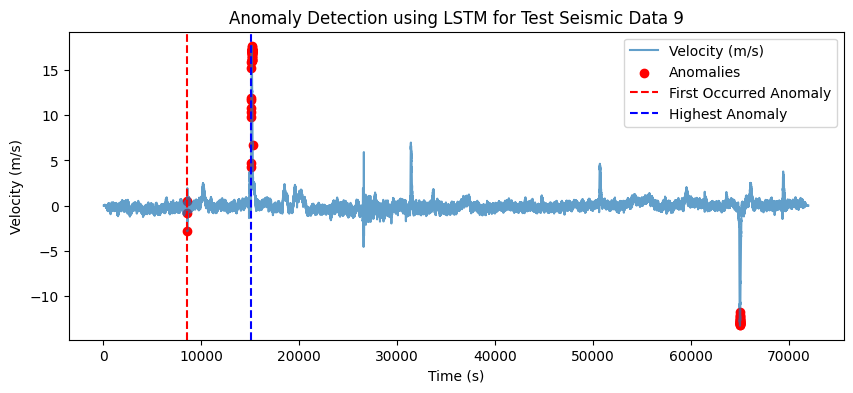 Anomaly Detection using LSTM for Test Seismic Data 9
Velocity (m/s)
15
10
5
0
−5
−10
Velocity (m/s)
Anomalies
First Occurred Anomaly
Highest Anomaly
0
10000
20000
30000
40000
50000
60000
70000
Time (s)